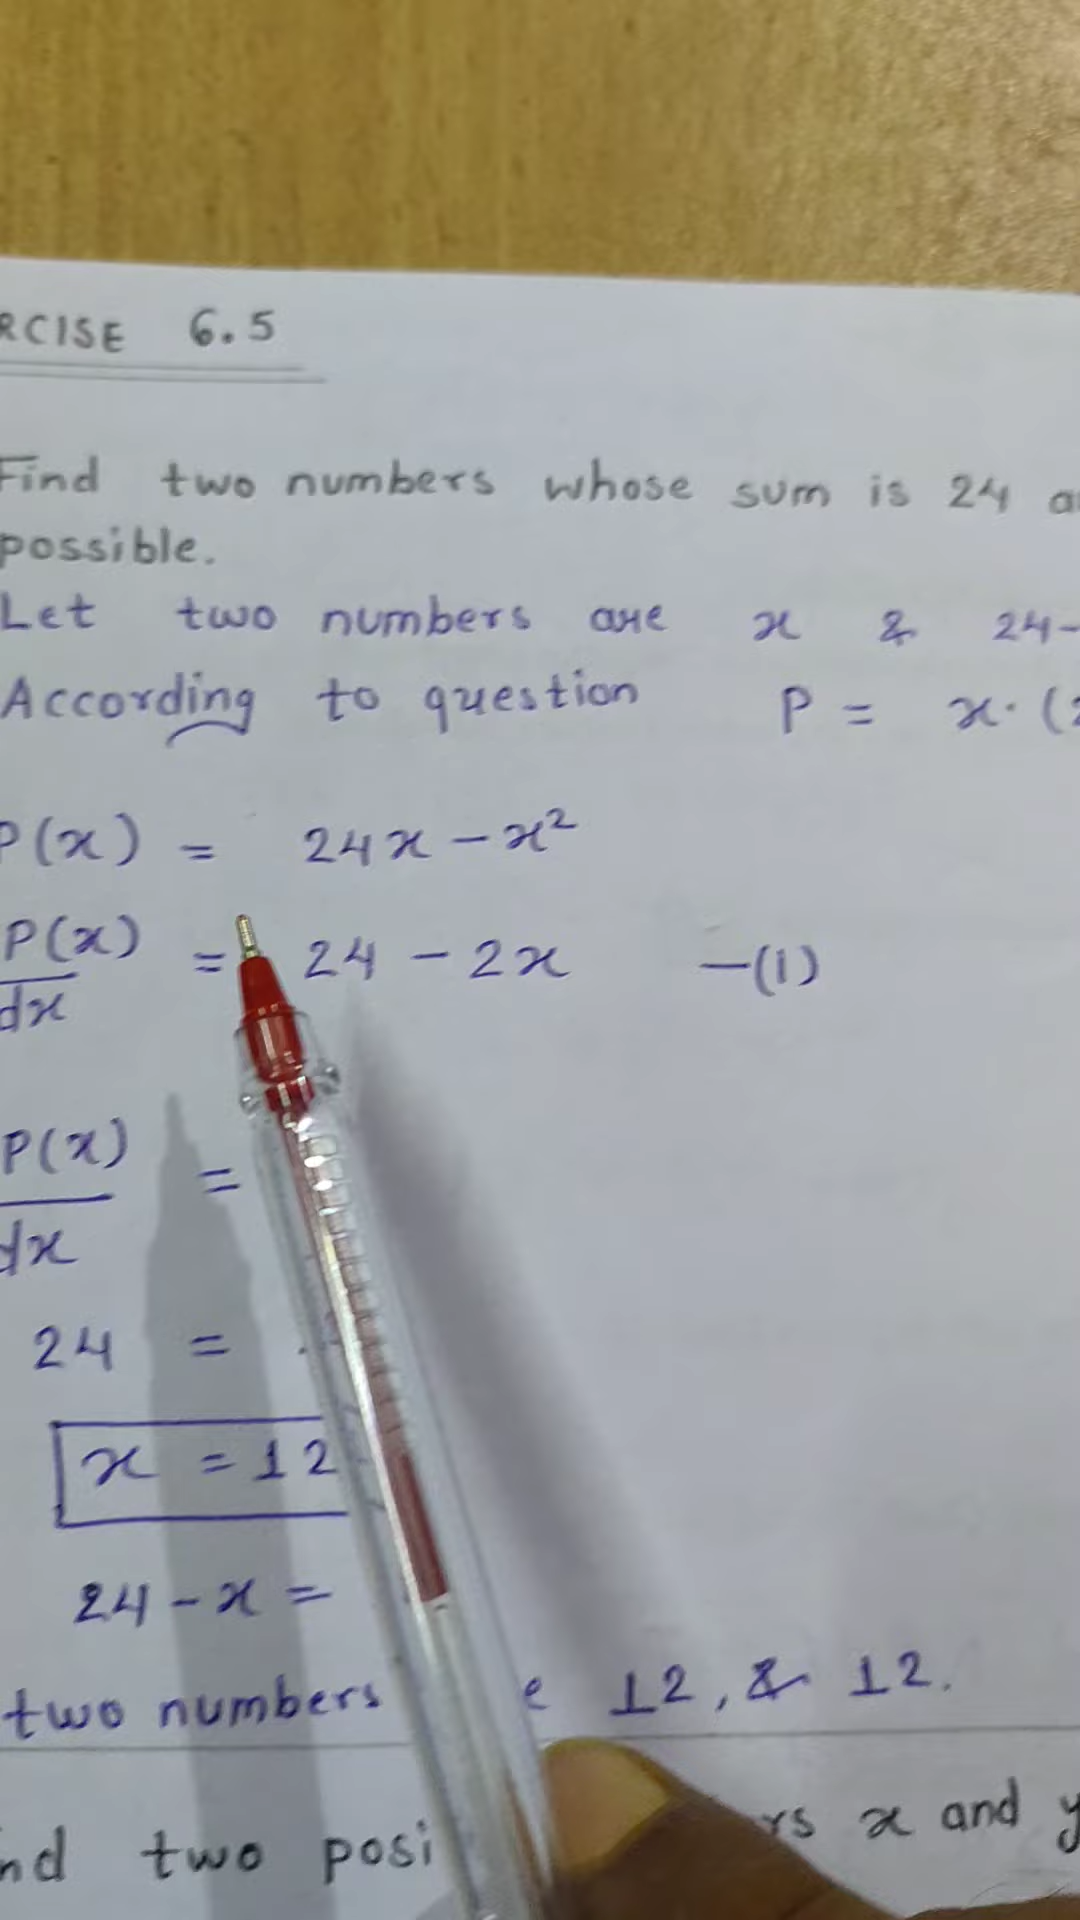 RCISE 6.5
Find two numbers whose sum is 24
possible.
Let two numbers are x & 24-
According to question P = x. (
P(x) = 24x - x²
P(x)
dx
= 24 - 2x -(1)
P(x)
dx
=
24 =
x = 12
24 - x =
two numbers 12, & 12.
nd two posi rs x and y